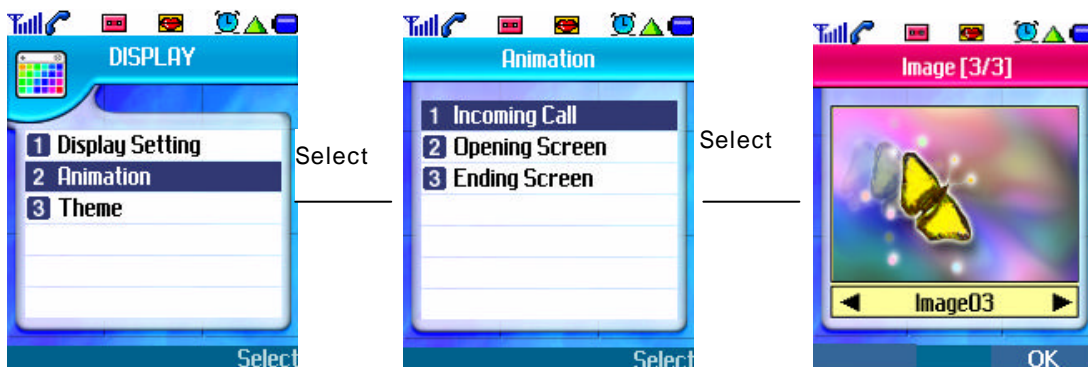 DISPLAY
1 Display Setting
2 Animation
3 Theme
Select
Select
Animation
1 Incoming Call
2 Opening Screen
3 Ending Screen
Select
Select
Image [3/3]
Image03
OK